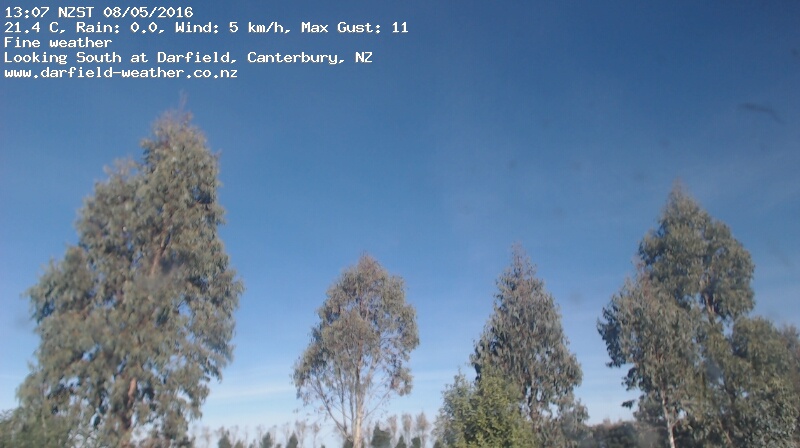 13:07 NZST 08/05/2016
21.4 C, Rain: 0.0, Wind: 5 km/h, Max Gust: 11
Fine weather
Looking South at Darfield, Canterbury, NZ
www.darfield-weather.co.nz